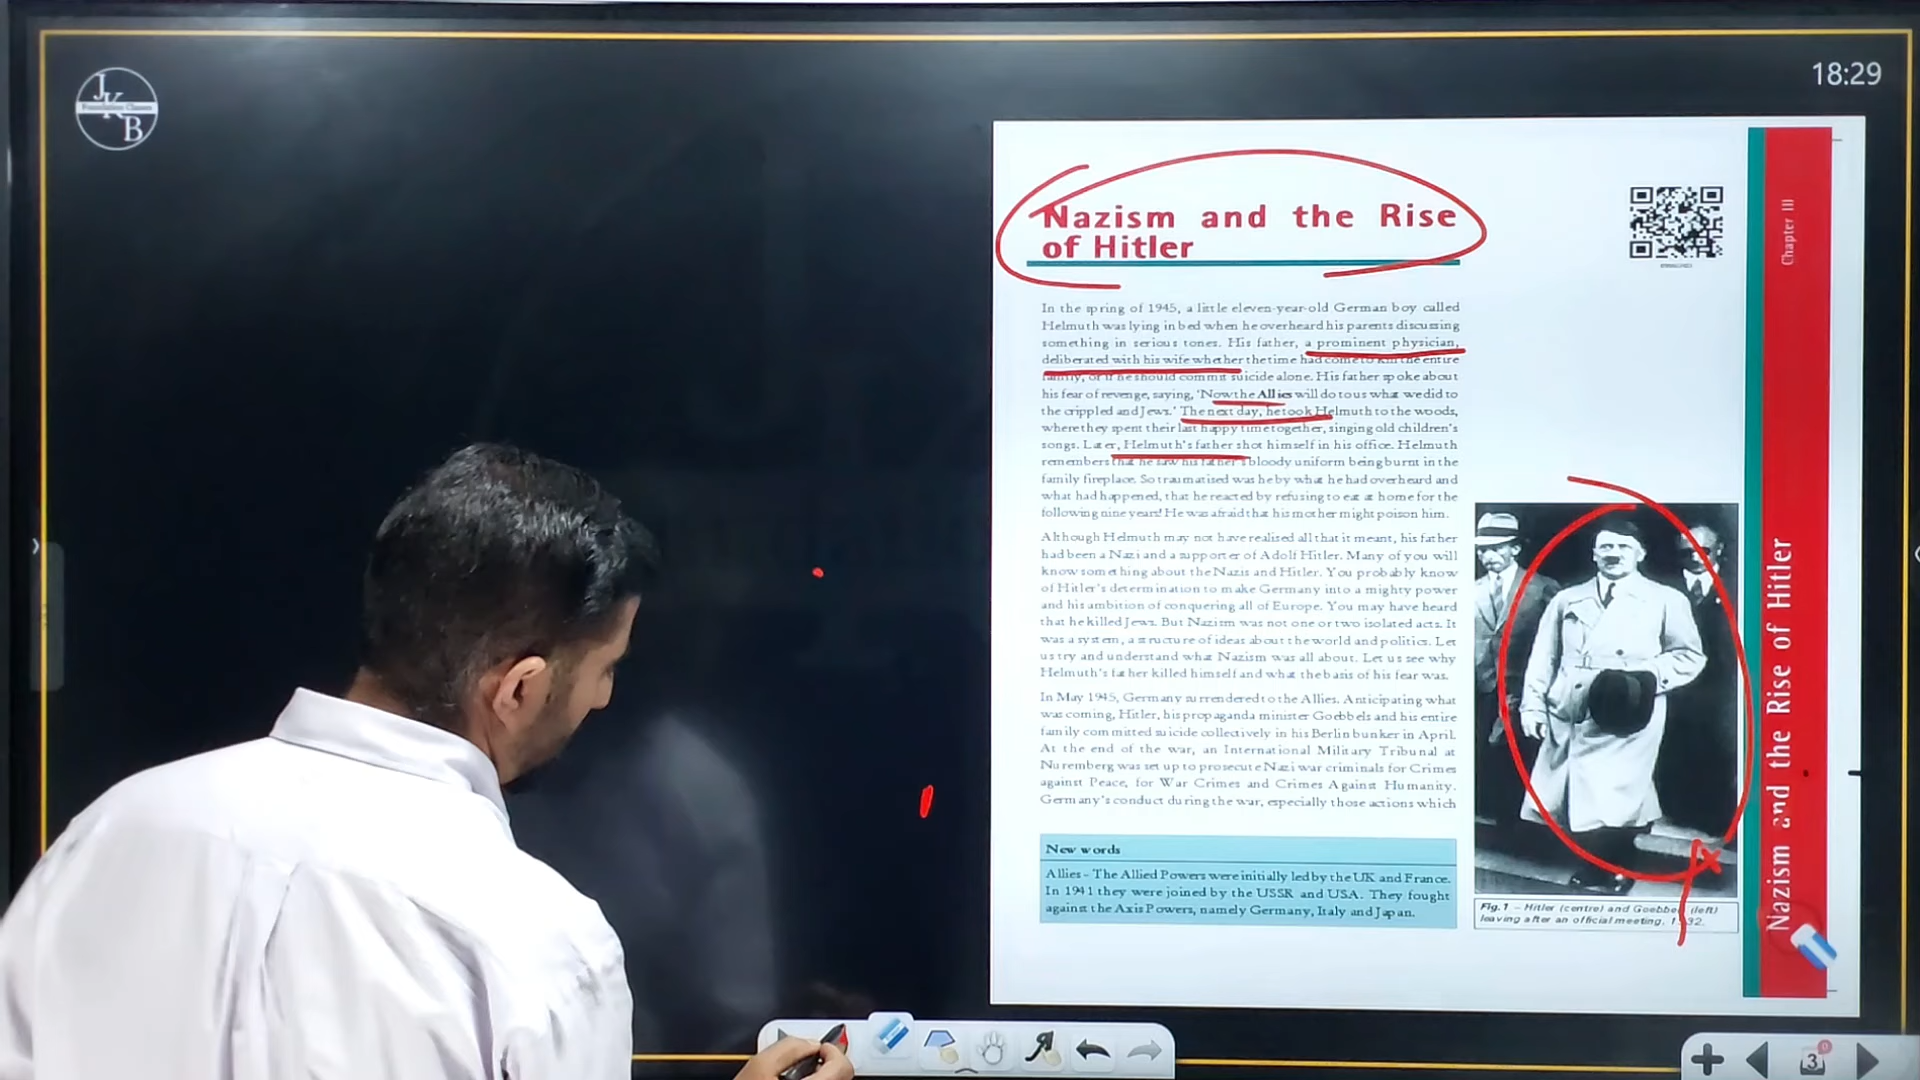 18:29
J
K
Foundation Classes
B
Nazism and the Rise
of Hitler
Chapter III
In the spring of 1945, a little eleven-year-old German boy called
Helmuth was lying in bed when he overheard his parents discussing
something in serious tones. His father, a prominent physician,
deliberated with his wife whether the time had come to kill the entire
family, or if he should commit suicide alone. His father spoke about
his fear of revenge, saying, 'Now the Allies will do to us what we did to
the crippled and Jews.' The next day, he took Helmuth to the woods,
where they spent their last happy time together, singing old children's
songs. Later, Helmuth's father shot himself in his office. Helmuth
remembers that he saw his father's bloody uniform being burnt in the
family fireplace. So traumatised was he by what he had overheard and
what had happened, that he reacted by refusing to eat at home for the
following nine years! He was afraid that his mother might poison him.
Although Helmuth may not have realised all that it meant, his father
had been a Nazi and a supporter of Adolf Hitler. Many of you will
know something about the Nazis and Hitler. You probably know
of Hitler's determination to make Germany into a mighty power
and his ambition of conquering all of Europe. You may have heard
that he killed Jews. But Nazism was not one or two isolated acts. It
was a system, a structure of ideas about the world and politics. Let
us try and understand what Nazism was all about. Let us see why
Helmuth's father killed himself and what the basis of his fear was.
In May 1945, Germany surrendered to the Allies. Anticipating what
was coming, Hitler, his propaganda minister Goebbels and his entire
family committed suicide collectively in his Berlin bunker in April.
At the end of the war, an International Military Tribunal at
Nuremberg was set up to prosecute Nazi war criminals for Crimes
against Peace, for War Crimes and Crimes Against Humanity.
Germany's conduct during the war, especially those actions which
New words
Allies – The Allied Powers were initially led by the UK and France.
In 1941 they were joined by the USSR and USA. They fought
against the Axis Powers, namely Germany, Italy and Japan.
Fig.1 – Hitler (centre) and Goebbels (left)
leaving after an official meeting, 1932.
Nazism and the Rise of Hitler
3
0